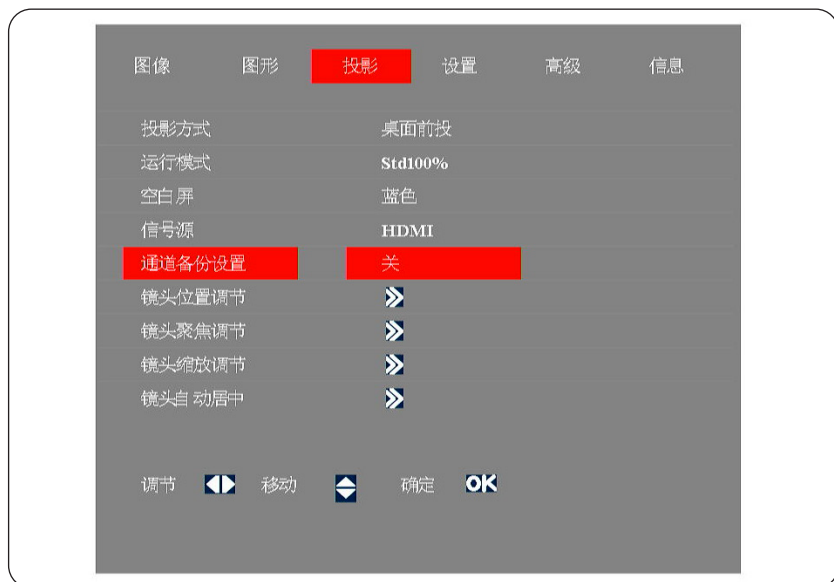 图像 图形 投影 设置 高级 信息
投影方式 桌面前投
运行模式 Std100%
空白屏 蓝色
信号源 HDMI
通道备份设置 关
镜头位置调节
镜头聚焦调节
镜头缩放调节
镜头自动居中
调节 移动 确定 OK